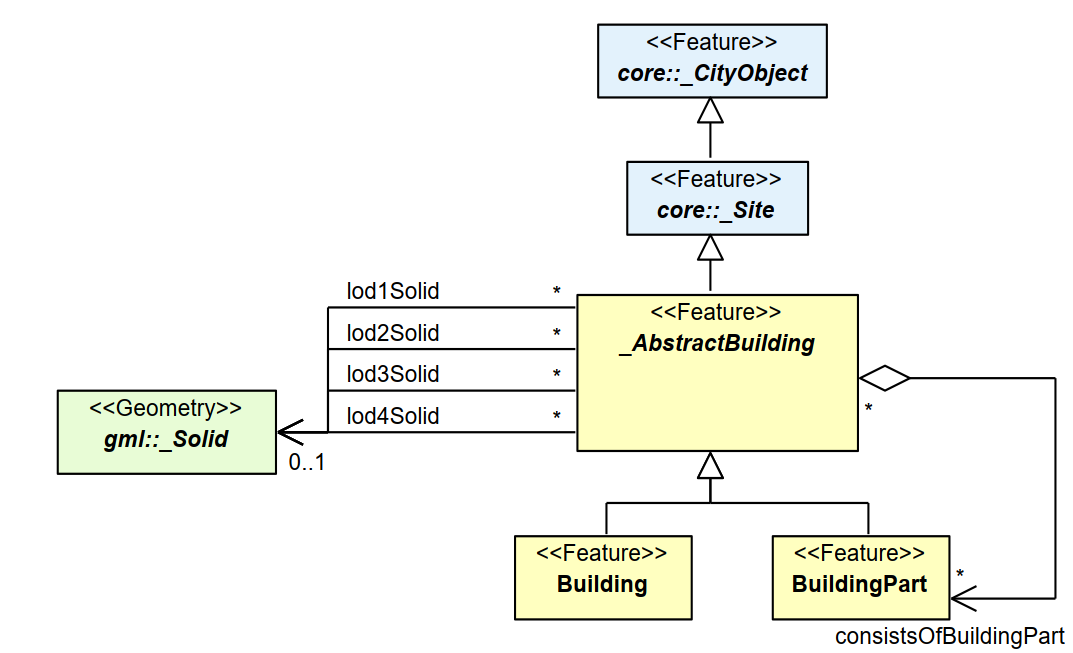 <<Feature>>
core::_CityObject
<<Feature>>
core::_Site
lod1Solid *
lod2Solid *
lod3Solid *
lod4Solid *
<<Feature>>
_AbstractBuilding
*
<<Geometry>>
gml::_Solid
0..1
<<Feature>>
Building
<<Feature>>
BuildingPart
*
consistsOfBuildingPart